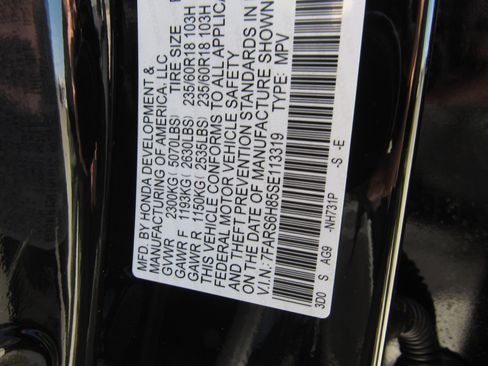 MFD. BY HONDA DEVELOPMENT &
MANUFACTURING OF AMERICA, LLC
TIRE SIZE
GVWR 2300KG ( 5070LBS)
GAWR F 1193KG ( 2630LBS) 235/60R18 103H
GAWR R 1150KG ( 2535LBS) 235/60R18 103H
THIS VEHICLE CONFORMS TO ALL APPLICA
FEDERAL MOTOR VEHICLE SAFETY
AND THEFT PREVENTION STANDARDS IN
ON THE DATE OF MANUFACTURE SHOWN
V.I.N.: 7FARS9H85SE113319 TYPE: MPV
-S -E
3D0 S AG9 -NH731P